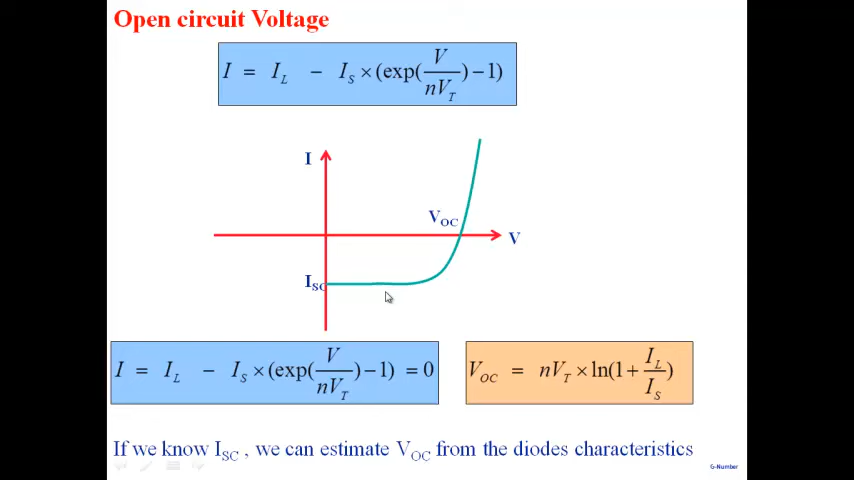 Open circuit Voltage
I = I_L − I_S × (exp(V/nV_T) − 1)
I
V_OC
V
I_SC
I = I_L − I_S × (exp(V/nV_T) − 1) = 0
V_OC = nV_T × ln(1 + I_L/I_S)
If we know I_SC , we can estimate V_OC from the diodes characteristics
G-Number